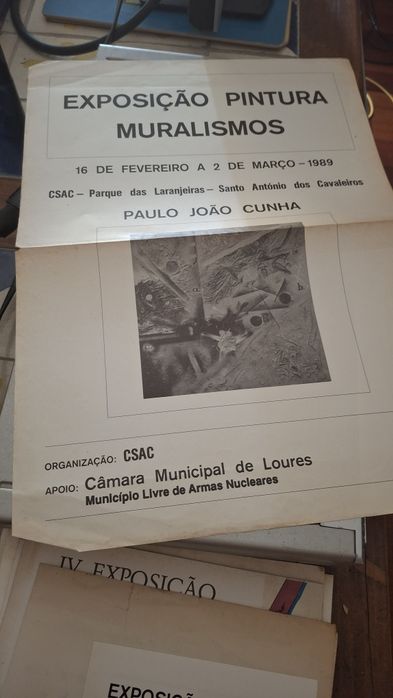 EXPOSIÇÃO PINTURA
MURALISMOS
16 DE FEVEREIRO A 2 DE MARÇO – 1989
CSAC – Parque das Laranjeiras – Santo António dos Cavaleiros
PAULO JOÃO CUNHA
a
b
ORGANIZAÇÃO: CSAC
APOIO: Câmara Municipal de Loures
Município Livre de Armas Nucleares
IV EXPOSIÇÃO